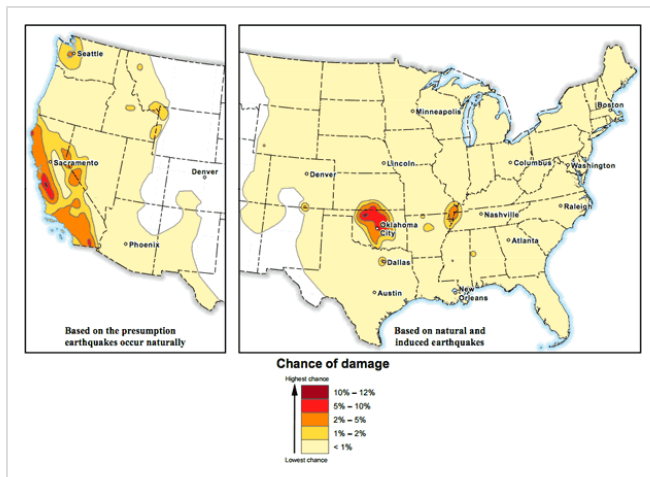 Seattle
Sacramento
Denver
Phoenix
Based on the presumption
earthquakes occur naturally
Minneapolis
Boston
Lincoln
Columbus
Washington
Denver
Raleigh
Nashville
Oklahoma
City
Atlanta
Dallas
Austin
New
Orleans
Based on natural and
induced earthquakes
Chance of damage
Highest chance
10% – 12%
5% – 10%
2% – 5%
1% – 2%
< 1%
Lowest chance